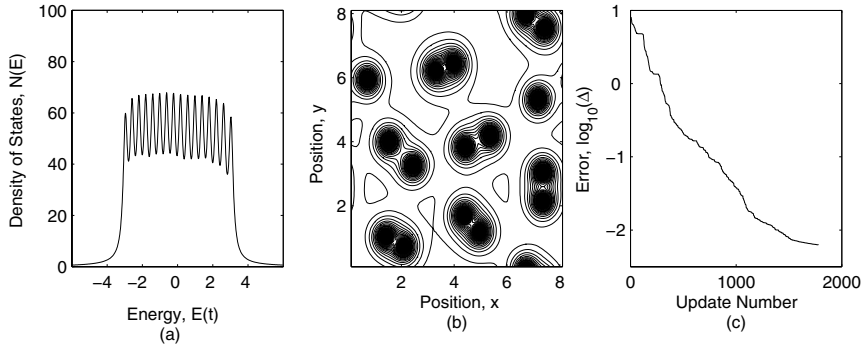 100
80
60
40
20
0
−4 −2 0 2 4
Density of States, N(E)
Energy, E(t)
(a)
8
6
4
2
2 4 6 8
Position, y
Position, x
(b)
1
0
−1
−2
0 1000 2000
Error, log10(Δ)
Update Number
(c)